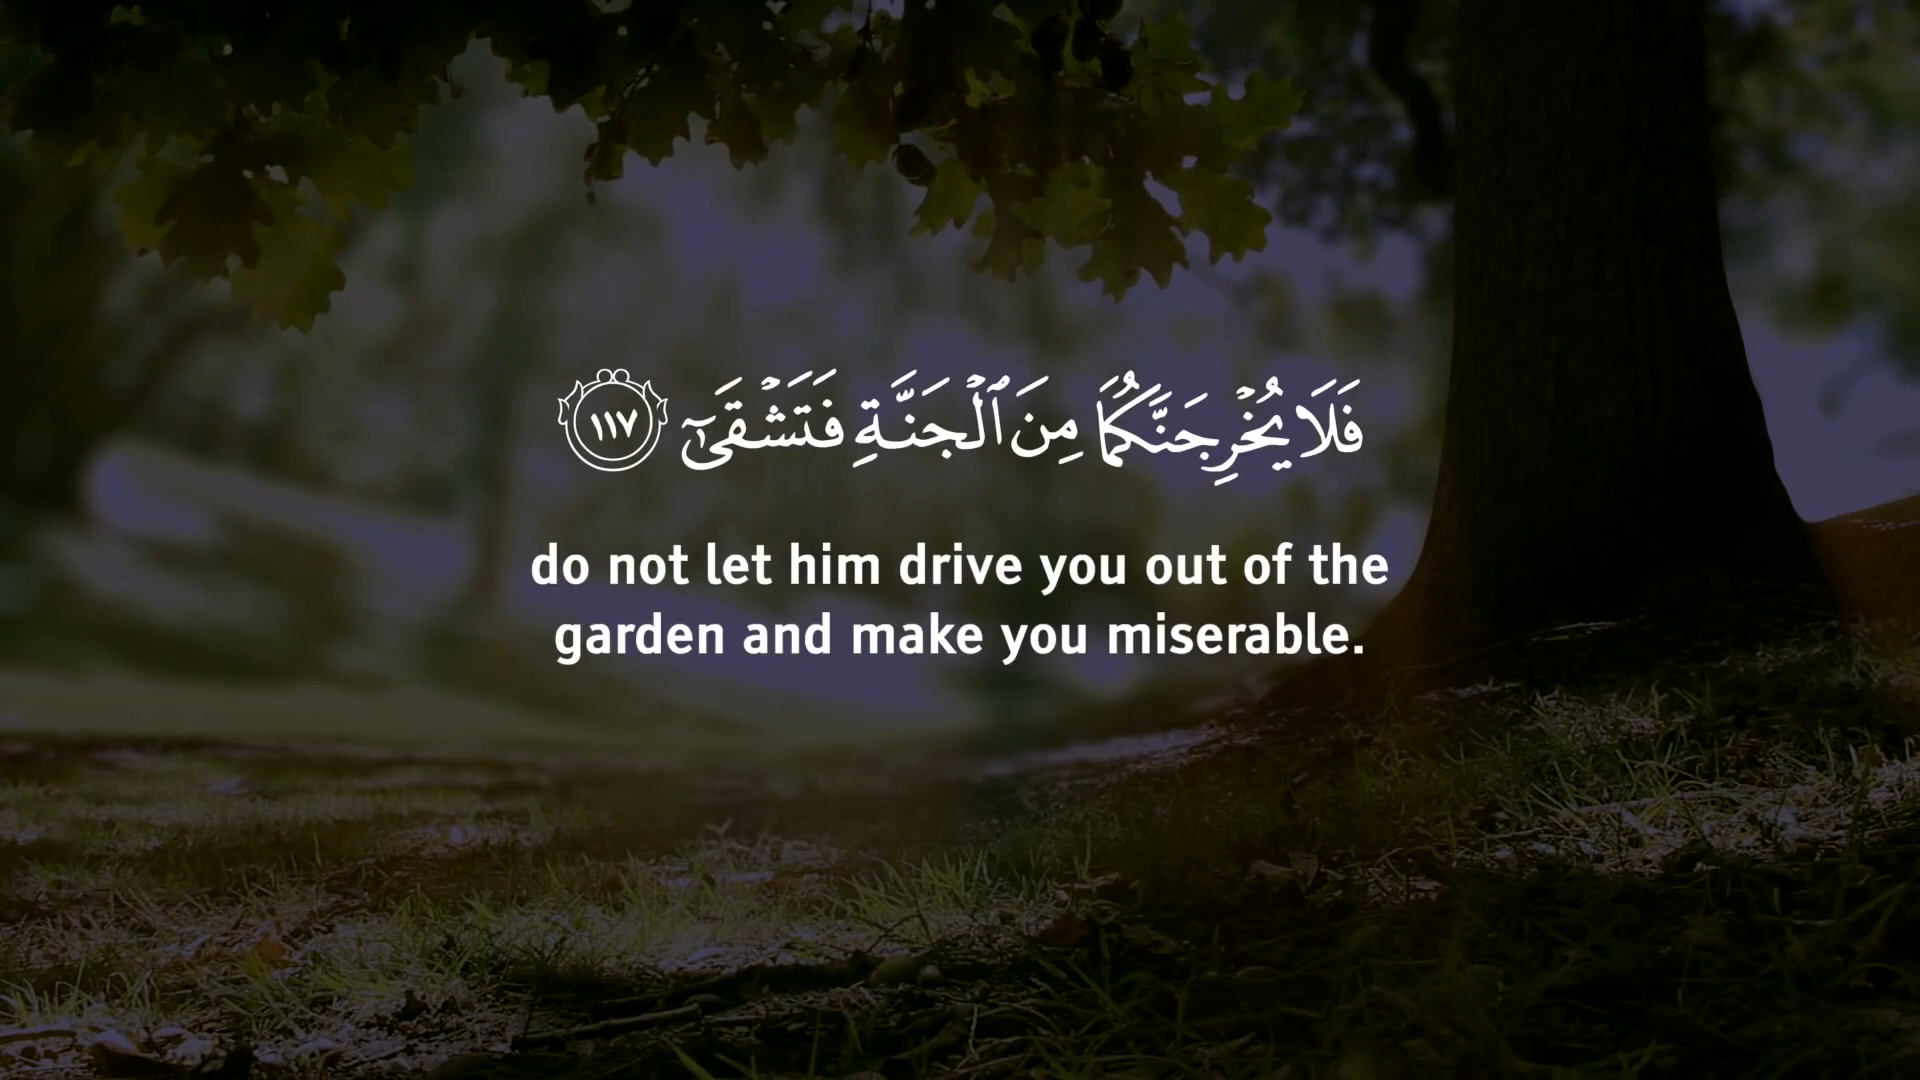 فَلَا يُخْرِجَنَّكُمَا مِنَ ٱلْجَنَّةِ فَتَشْقَىٰٓ ١١٧
do not let him drive you out of the
garden and make you miserable.